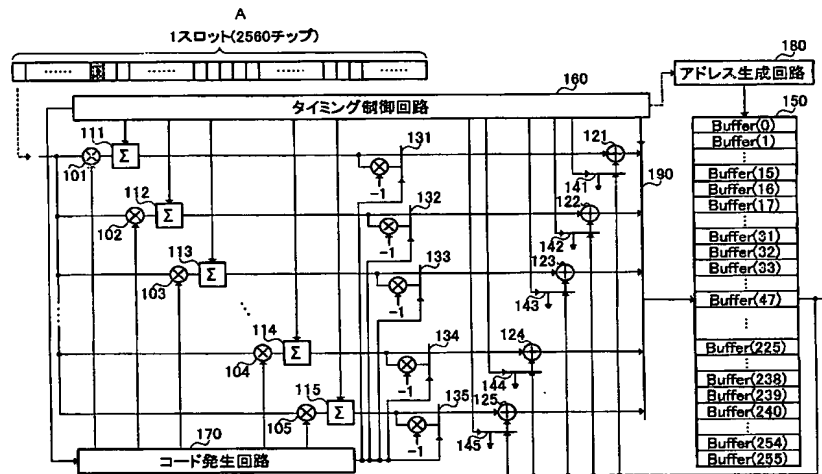 A
1スロット(2560チップ)
180
アドレス生成回路
160
タイミング制御回路
150
111
Σ
101
131
-1
121
141
190
112
Σ
102
132
-1
122
142
113
Σ
103
133
-1
123
143
114
Σ
104
134
-1
124
144
115
Σ
105
135
-1
125
145
170
コード発生回路
Buffer(0)
Buffer(1)
Buffer(15)
Buffer(16)
Buffer(17)
Buffer(31)
Buffer(32)
Buffer(33)
Buffer(47)
Buffer(225)
Buffer(238)
Buffer(239)
Buffer(240)
Buffer(254)
Buffer(255)